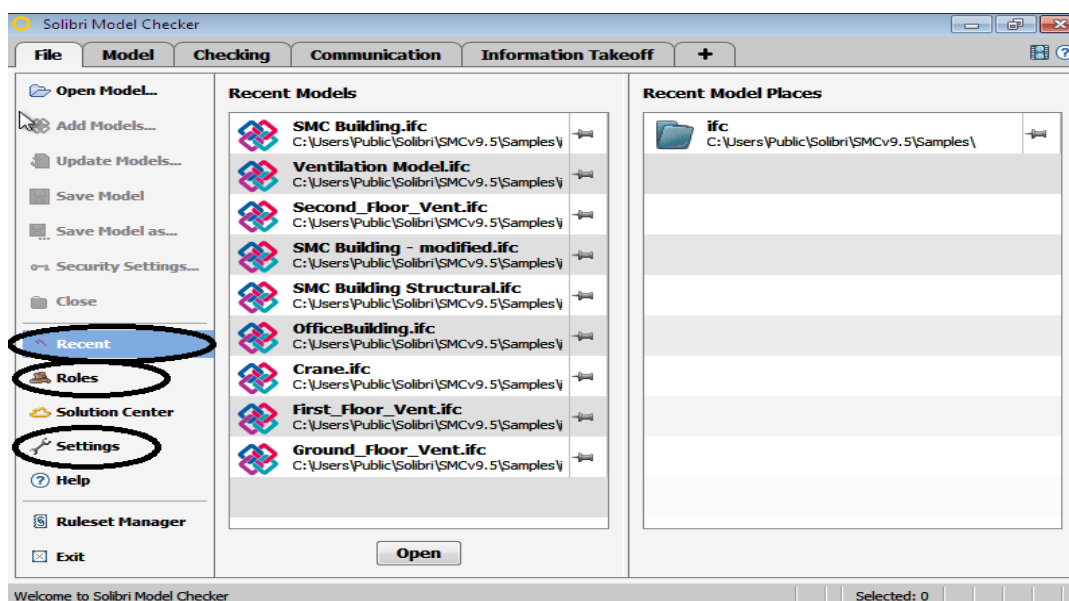 Solibri Model Checker
File Model Checking Communication Information Takeoff +
Open Model...
Add Models...
Update Models...
Save Model
Save Model as...
Security Settings...
Close
Recent
Roles
Solution Center
Settings
Help
Ruleset Manager
Exit
Recent Models
SMC Building.ifc
C:\Users\Public\Solibri\SMCv9.5\Samples\i
Ventilation Model.ifc
C:\Users\Public\Solibri\SMCv9.5\Samples\i
Second_Floor_Vent.ifc
C:\Users\Public\Solibri\SMCv9.5\Samples\i
SMC Building - modified.ifc
C:\Users\Public\Solibri\SMCv9.5\Samples\i
SMC Building Structural.ifc
C:\Users\Public\Solibri\SMCv9.5\Samples\i
OfficeBuilding.ifc
C:\Users\Public\Solibri\SMCv9.5\Samples\i
Crane.ifc
C:\Users\Public\Solibri\SMCv9.5\Samples\i
First_Floor_Vent.ifc
C:\Users\Public\Solibri\SMCv9.5\Samples\i
Ground_Floor_Vent.ifc
C:\Users\Public\Solibri\SMCv9.5\Samples\i
Open
Recent Model Places
ifc
C:\Users\Public\Solibri\SMCv9.5\Samples\
Welcome to Solibri Model Checker
Selected: 0